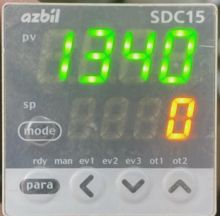 azbil SDC15
pv 1340
sp 0
mode
rdy man ev1 ev2 ev3 ot1 ot2
para